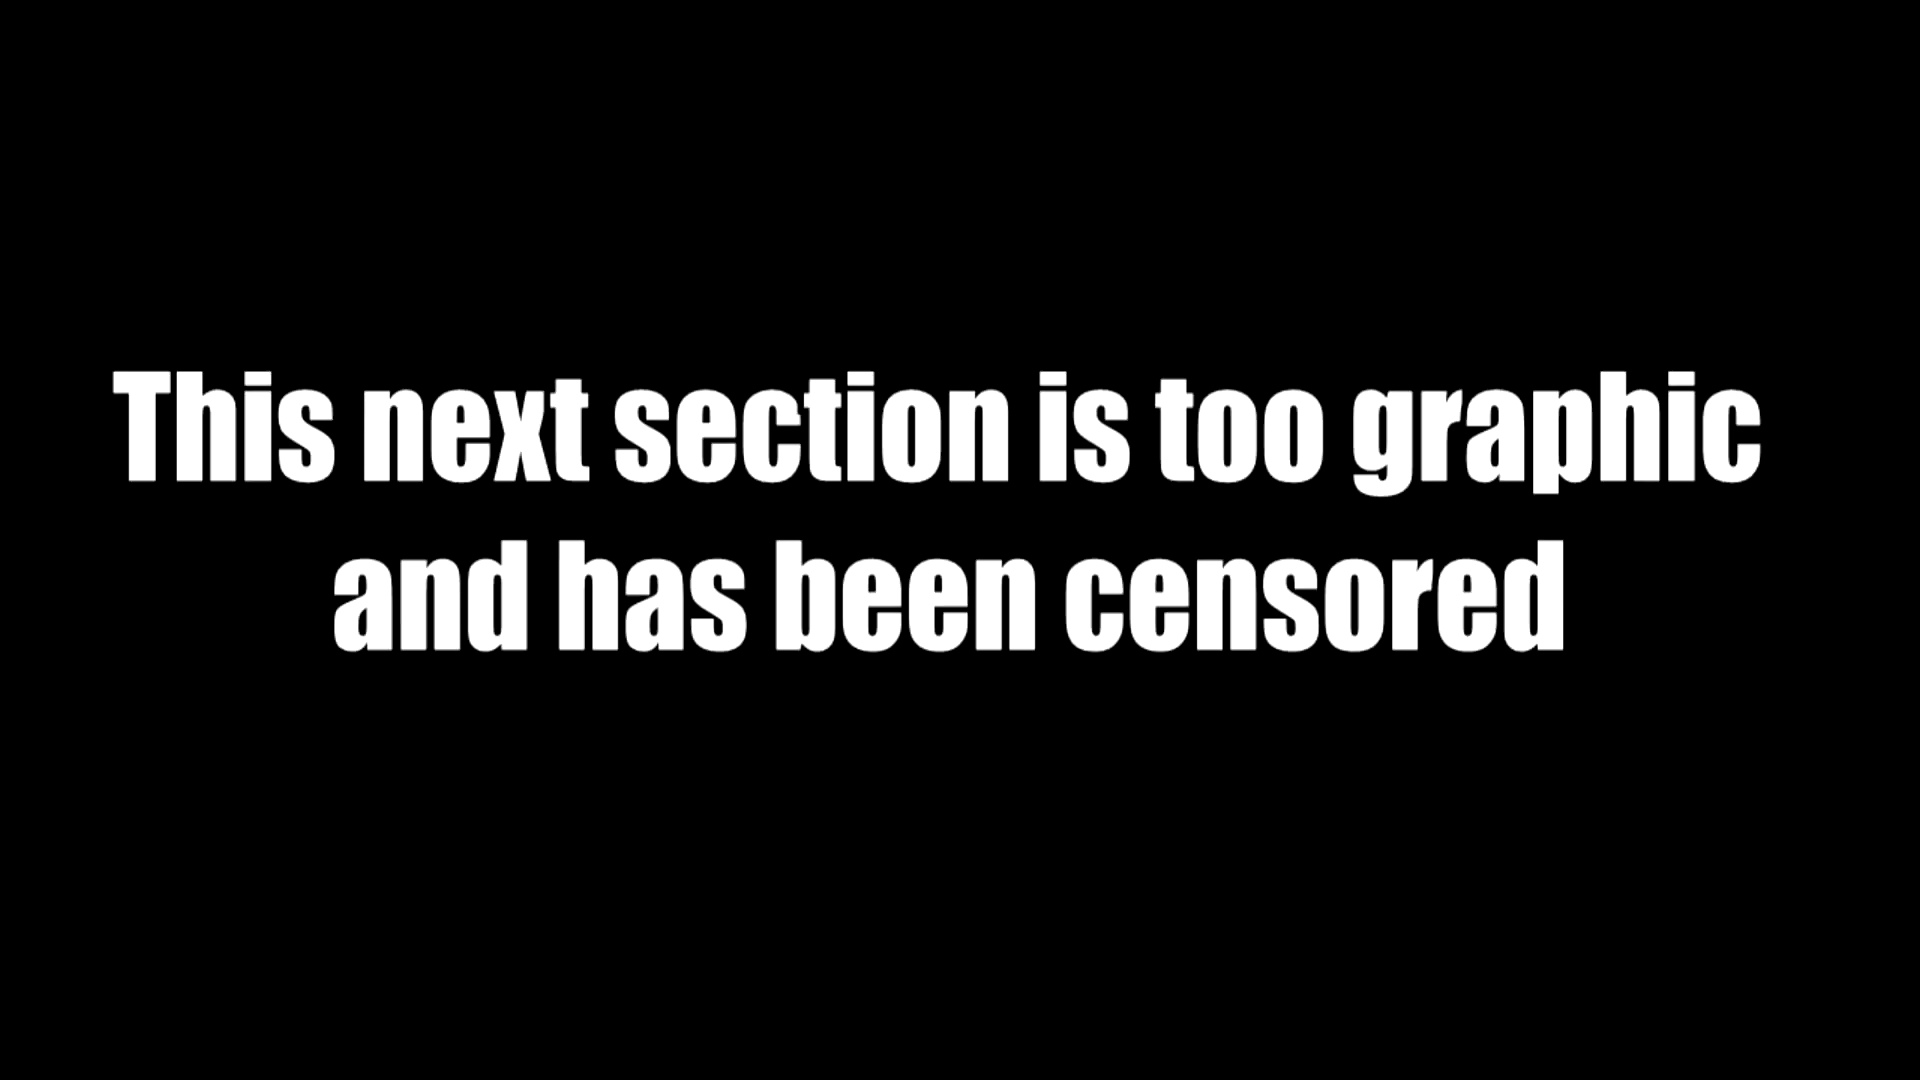 This next section is too graphic
and has been censored